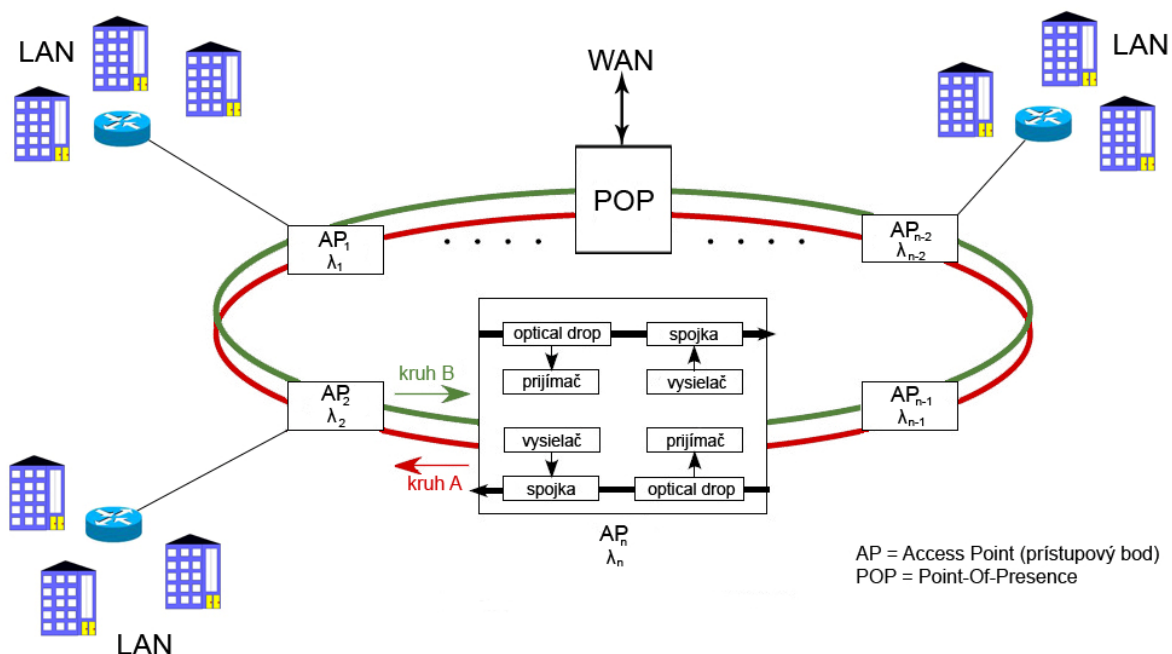 LAN
WAN
LAN
POP
AP1
λ1
. . . .
. . . .
APn-2
λn-2
optical drop
spojka
prijímač
vysielač
kruh B
AP2
λ2
APn-1
λn-1
vysielač
prijímač
kruh A
spojka
optical drop
APn
λn
AP = Access Point (prístupový bod)
POP = Point-Of-Presence
LAN